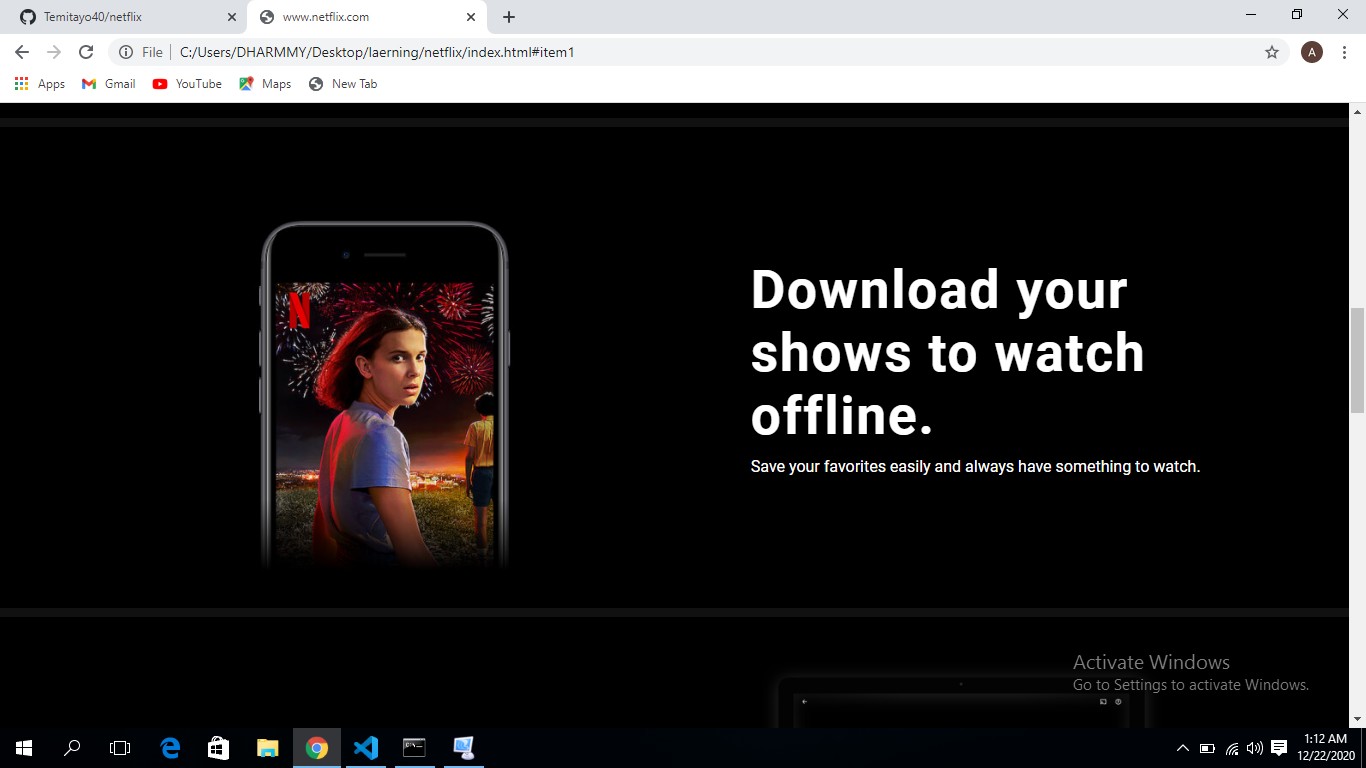 Temitayo40/netflix
www.netflix.com
File
C:/Users/DHARMMY/Desktop/laerning/netflix/index.html#item1
A
Apps
Gmail
YouTube
Maps
New Tab
N
Download your
shows to watch
offline.
Save your favorites easily and always have something to watch.
Activate Windows
Go to Settings to activate Windows.
1:12 AM
12/22/2020